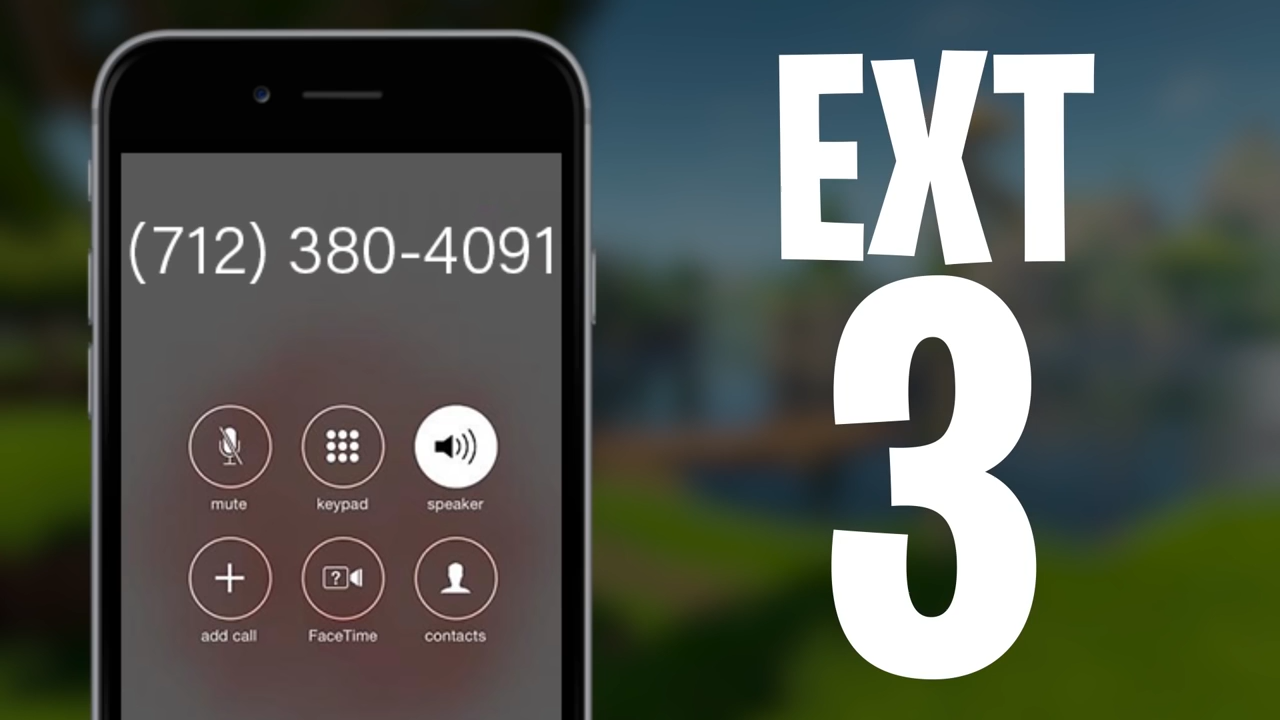 (712) 380-4091
mute keypad speaker
?
add call FaceTime contacts
EXT
3